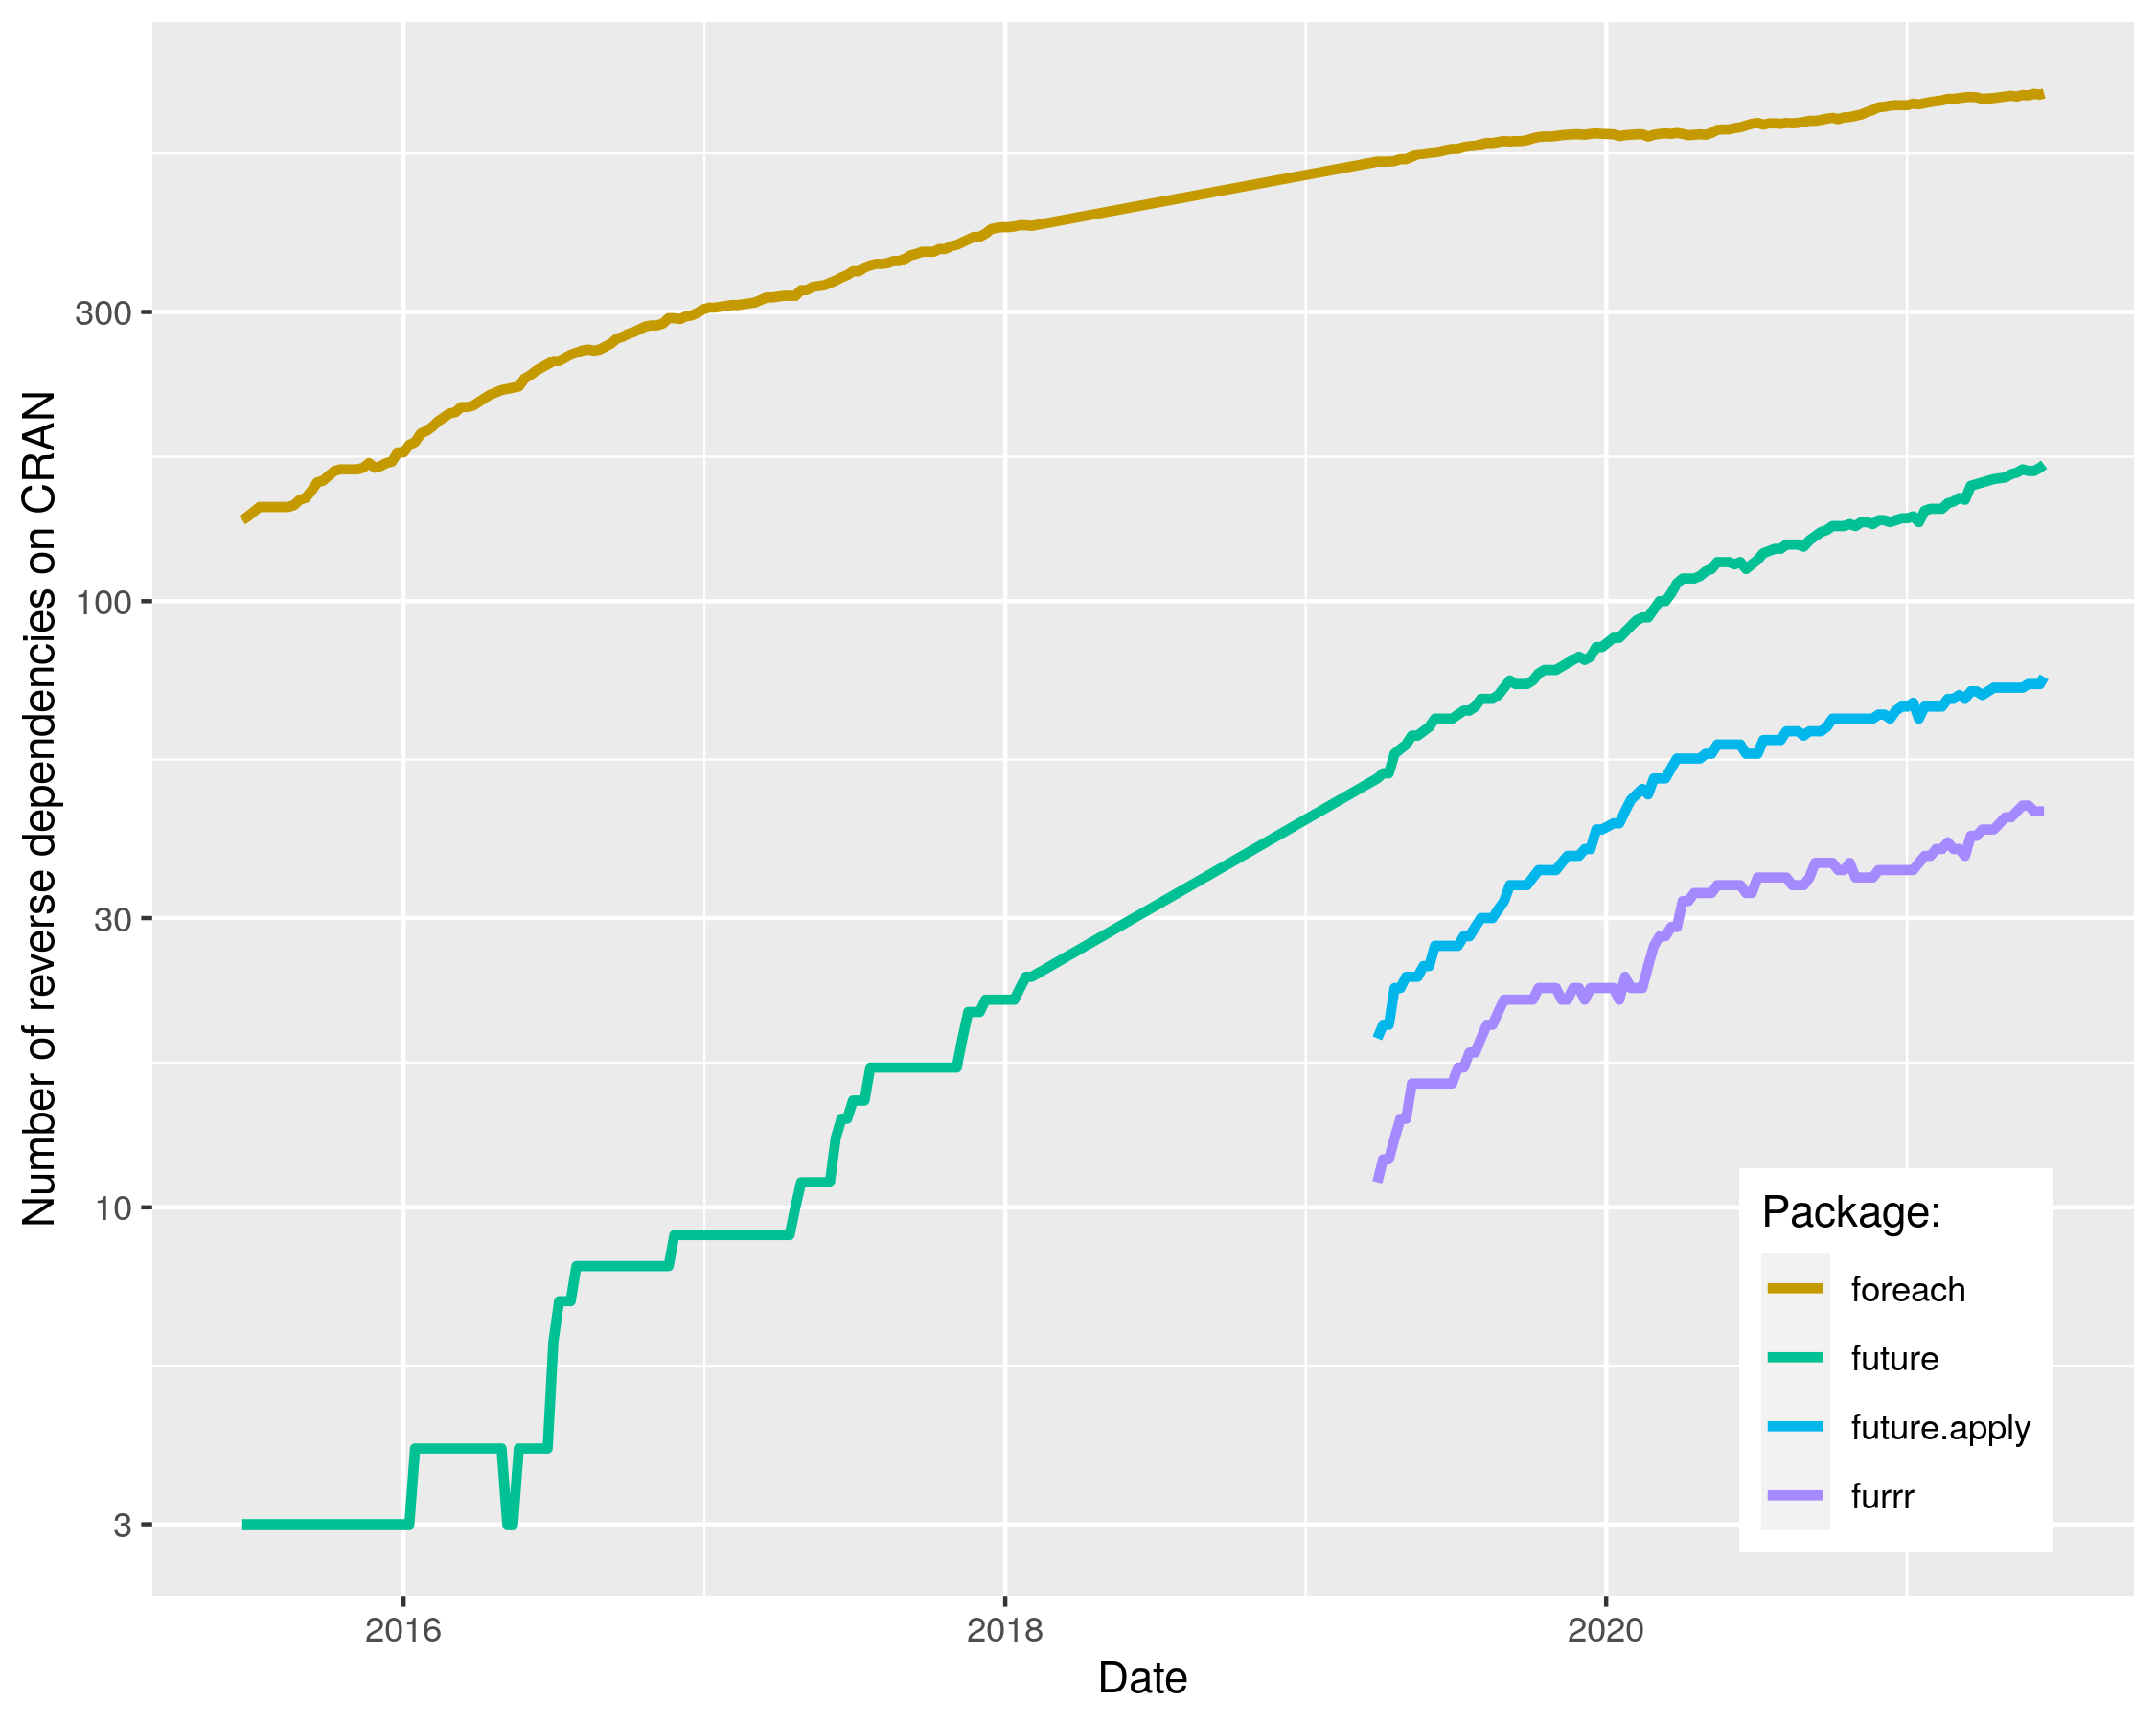 Number of reverse dependencies on CRAN
300
100
30
10
3
2016
2018
2020
Date
Package:
foreach
future
future.apply
furrr